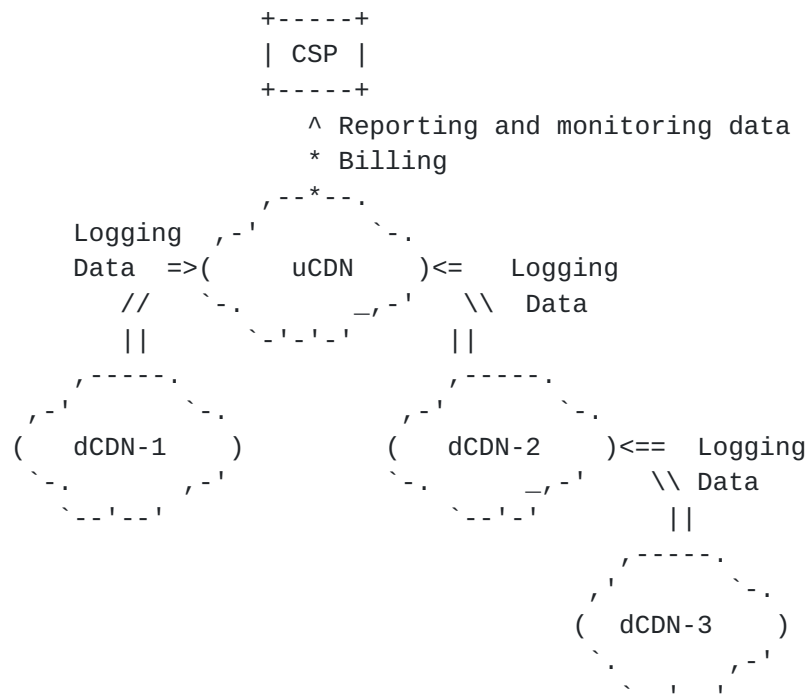 CSP
Reporting and monitoring data
Billing
Logging
Data uCDN Logging
Data
dCDN-1 dCDN-2 Logging
Data
dCDN-3